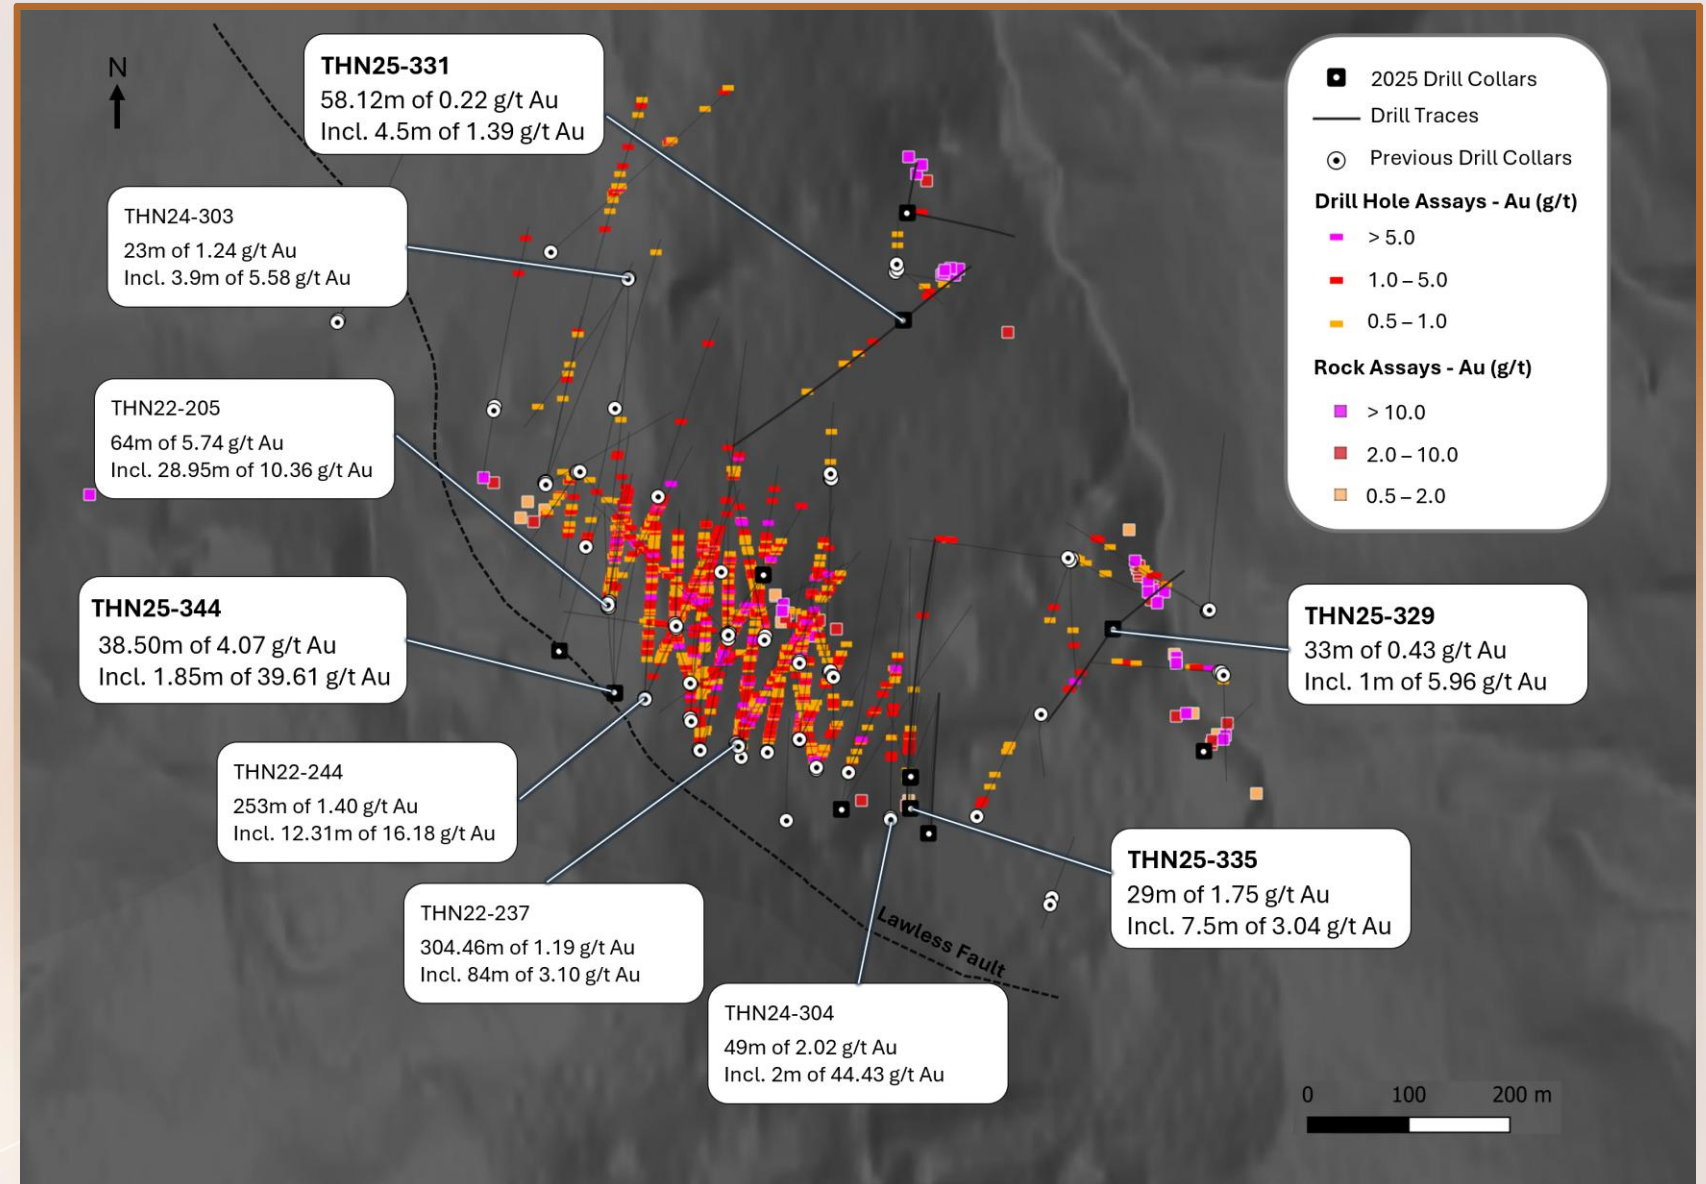 N
THN25-331
58.12m of 0.22 g/t Au
Incl. 4.5m of 1.39 g/t Au
THN24-303
23m of 1.24 g/t Au
Incl. 3.9m of 5.58 g/t Au
THN22-205
64m of 5.74 g/t Au
Incl. 28.95m of 10.36 g/t Au
THN25-344
38.50m of 4.07 g/t Au
Incl. 1.85m of 39.61 g/t Au
THN22-244
253m of 1.40 g/t Au
Incl. 12.31m of 16.18 g/t Au
THN22-237
304.46m of 1.19 g/t Au
Incl. 84m of 3.10 g/t Au
THN24-304
49m of 2.02 g/t Au
Incl. 2m of 44.43 g/t Au
Lawless Fault
THN25-335
29m of 1.75 g/t Au
Incl. 7.5m of 3.04 g/t Au
THN25-329
33m of 0.43 g/t Au
Incl. 1m of 5.96 g/t Au
2025 Drill Collars
Drill Traces
Previous Drill Collars
Drill Hole Assays - Au (g/t)
> 5.0
1.0 – 5.0
0.5 – 1.0
Rock Assays - Au (g/t)
> 10.0
2.0 – 10.0
0.5 – 2.0
0 100 200 m